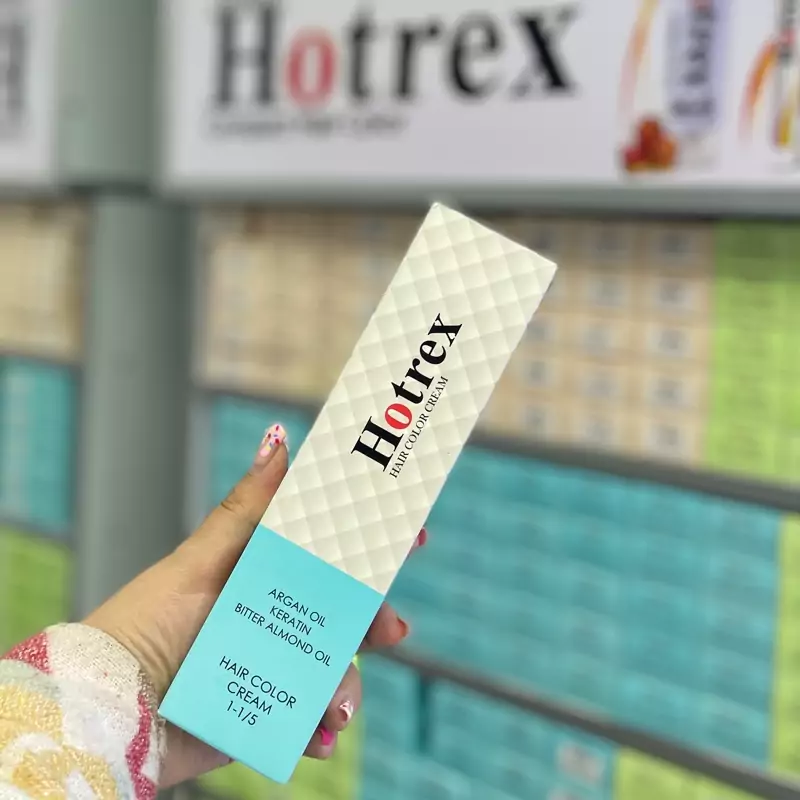 Hotrex
Hotrex
HAIR COLOR CREAM
ARGAN OIL
KERATIN
BITTER ALMOND OIL
HAIR COLOR
CREAM
1-1/5